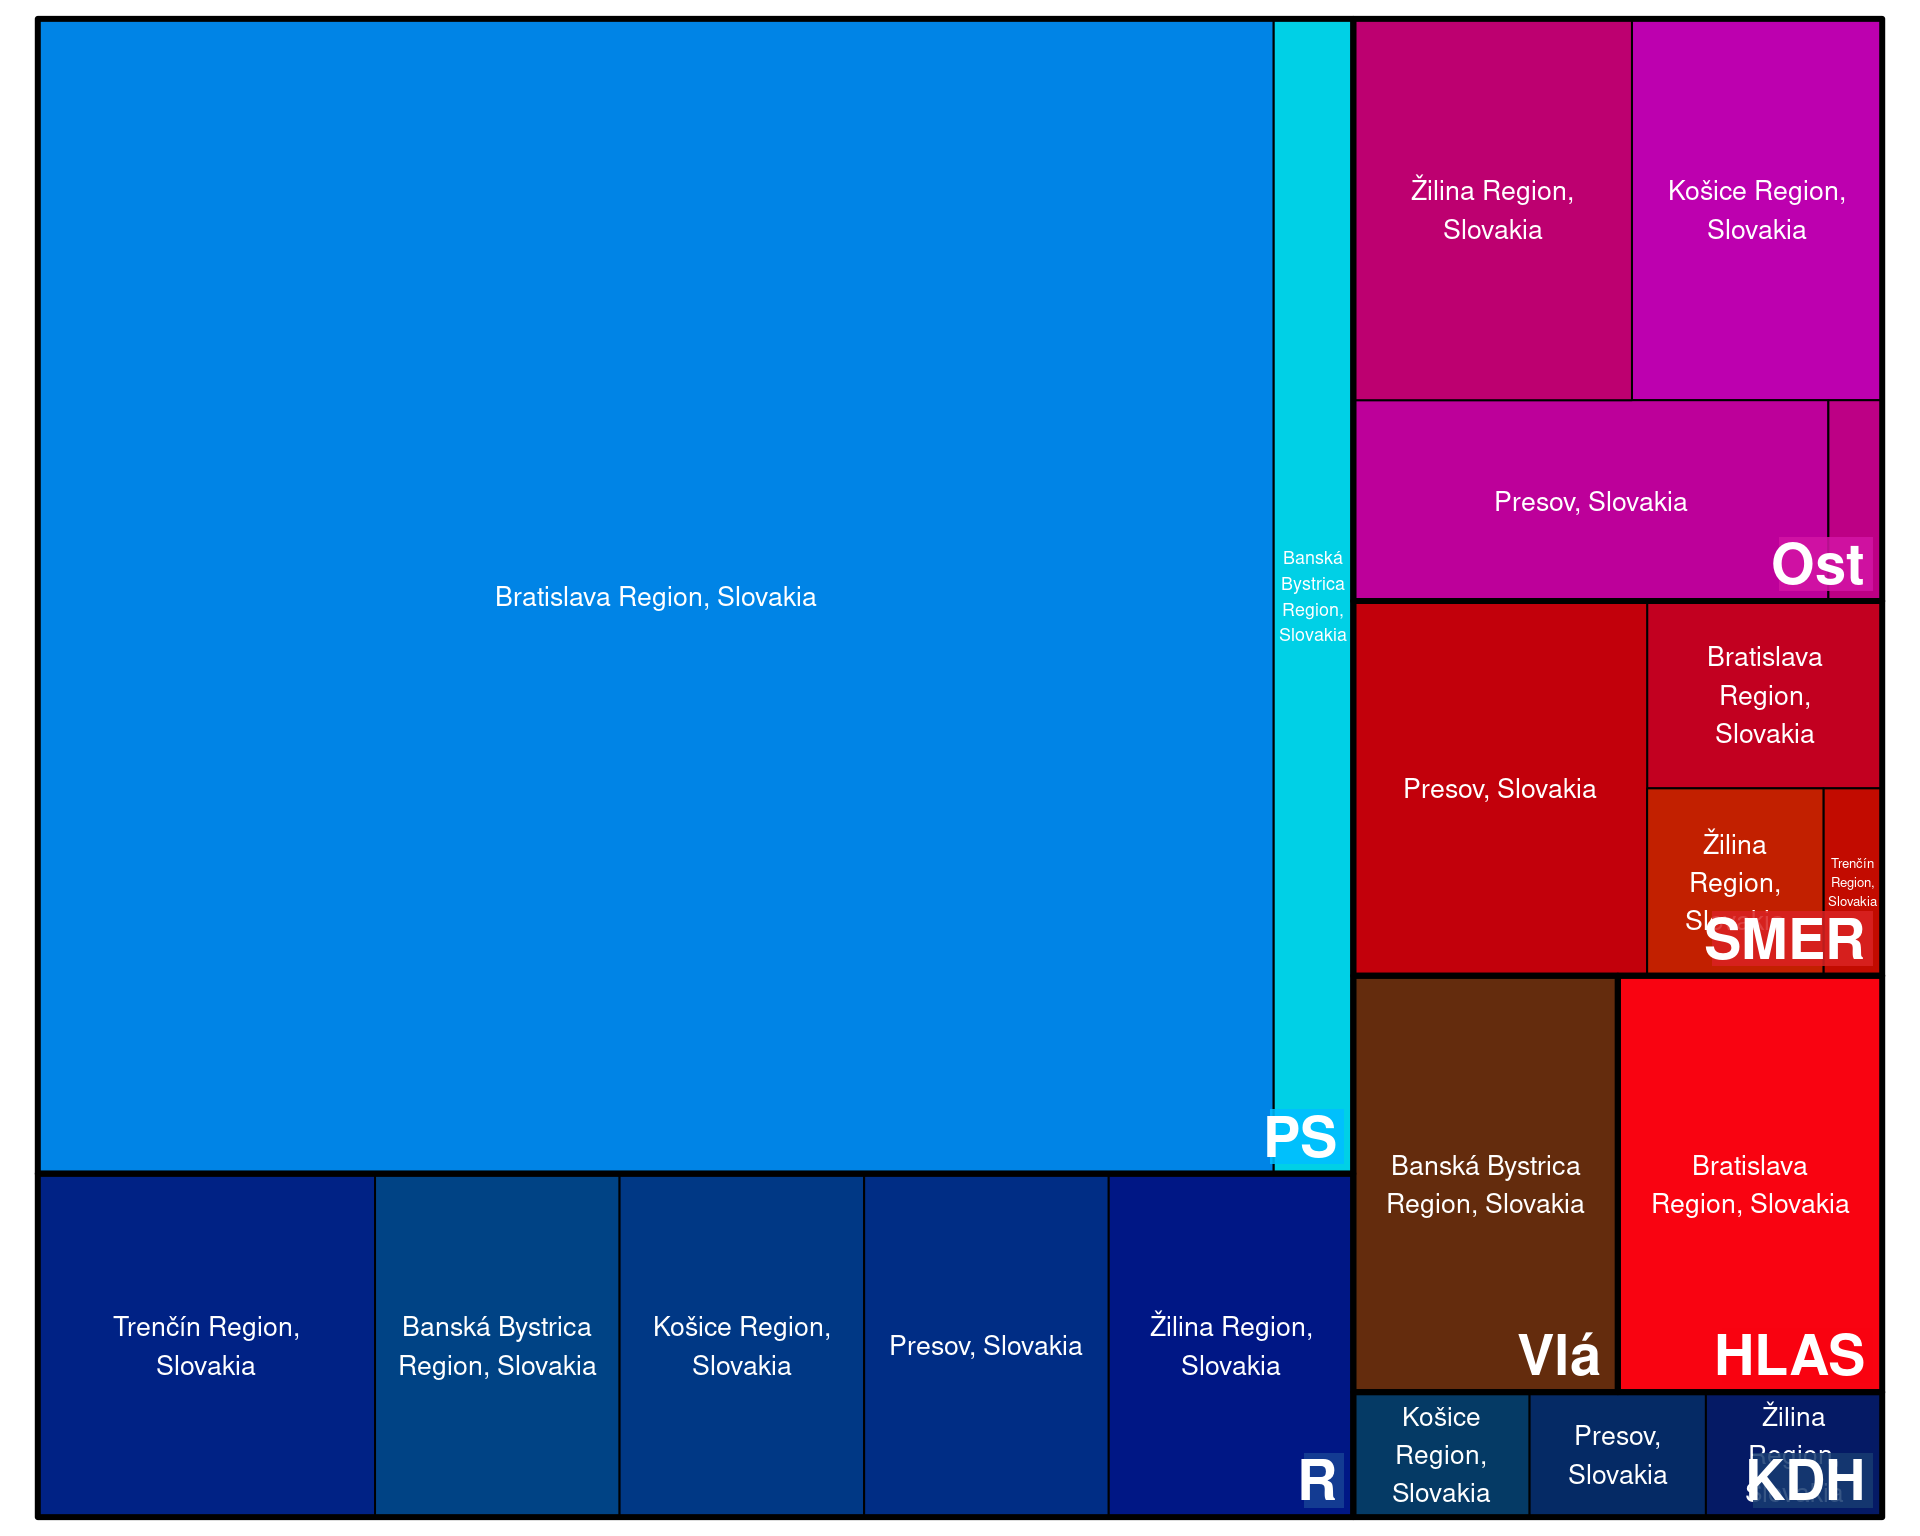 Bratislava Region, Slovakia
Banská
Bystrica
Region,
Slovakia
PS
Trenčín Region,
Slovakia
Banská Bystrica
Region, Slovakia
Košice Region,
Slovakia
Presov, Slovakia
Žilina Region,
Slovakia
R
Žilina Region,
Slovakia
Košice Region,
Slovakia
Presov, Slovakia
Ost
Presov, Slovakia
Bratislava
Region,
Slovakia
Žilina
Region,
Slovakia
Trenčín
Region,
Slovakia
SMER
Banská Bystrica
Region, Slovakia
Vlá
Bratislava
Region, Slovakia
HLAS
Košice
Region,
Slovakia
Presov,
Slovakia
Žilina
Region,
Slovakia
KDH